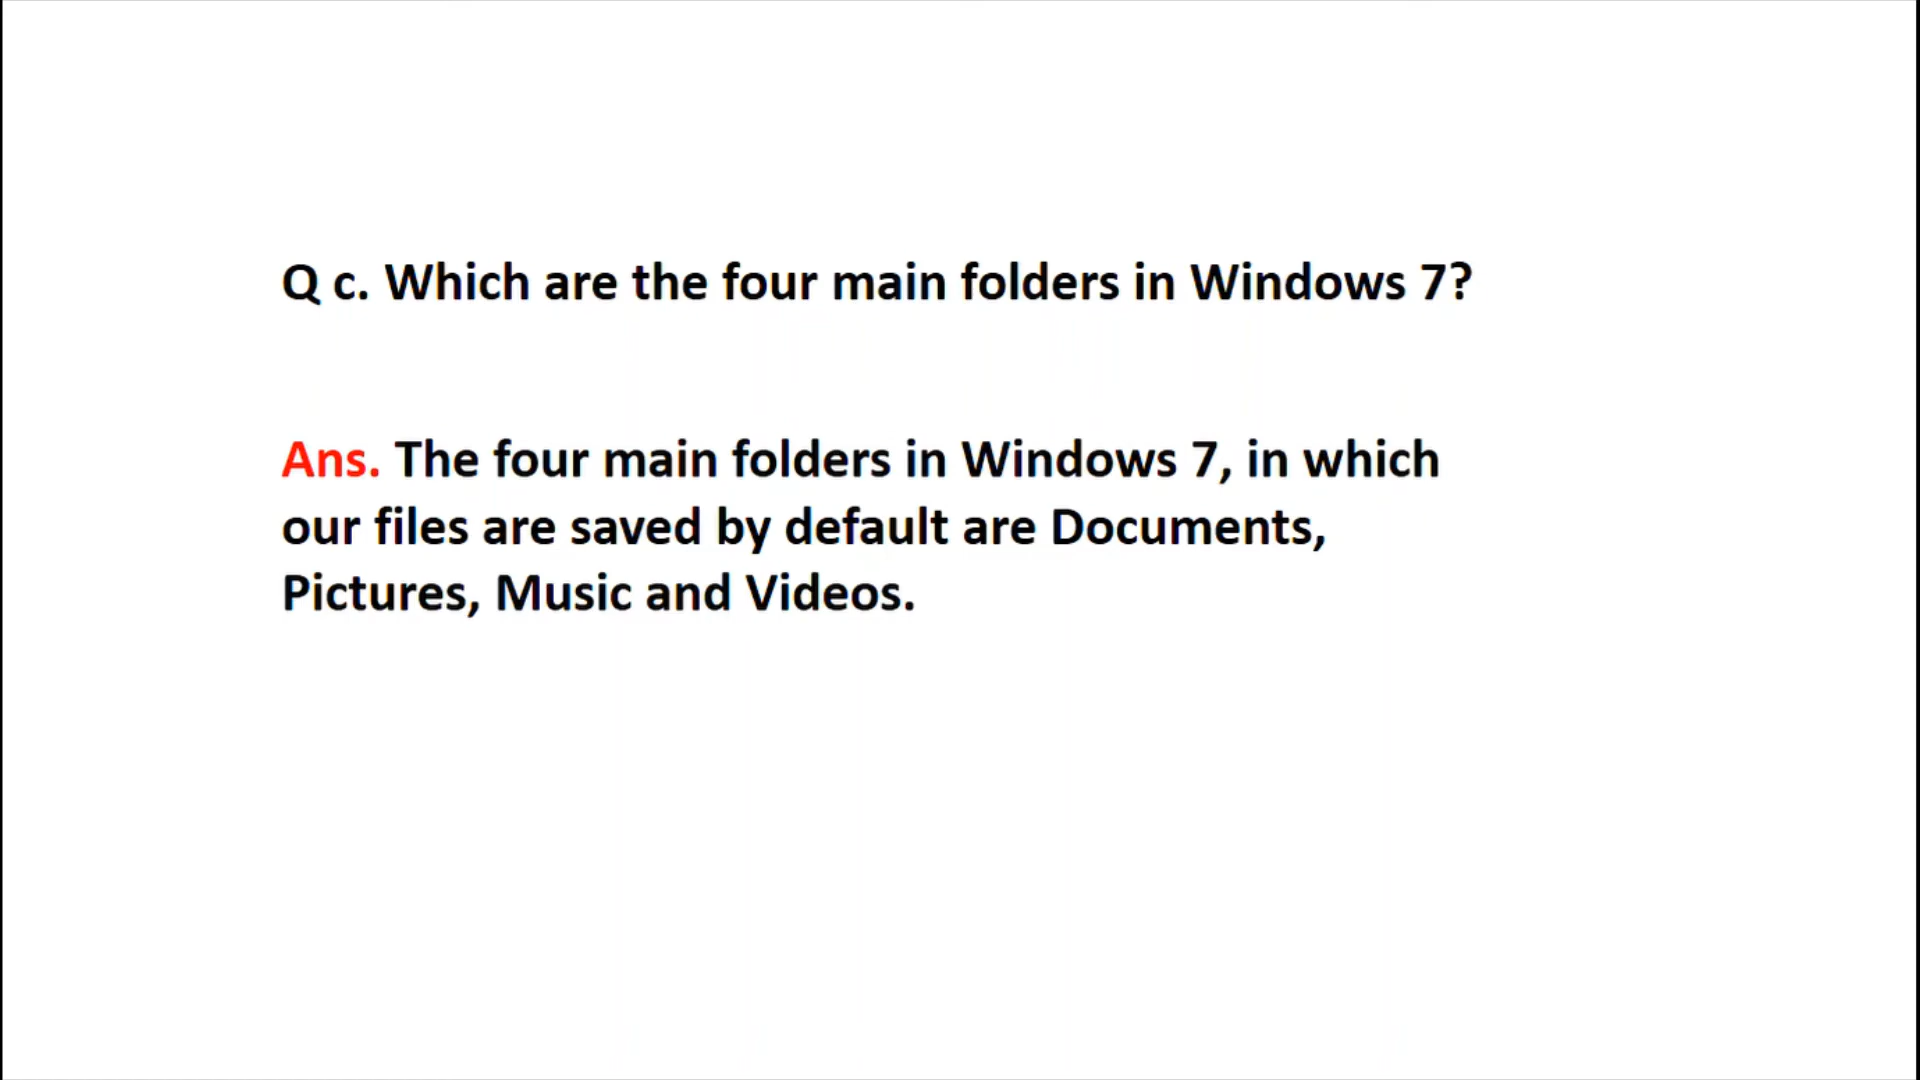 Q c. Which are the four main folders in Windows 7?
Ans. The four main folders in Windows 7, in which
our files are saved by default are Documents,
Pictures, Music and Videos.